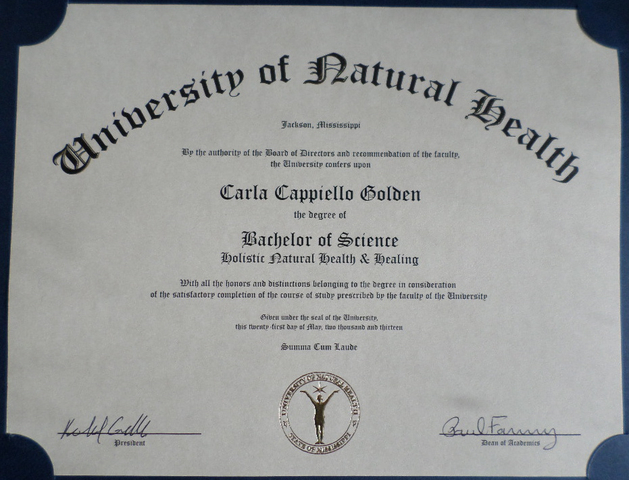 University of Natural Health
Jackson, Mississippi
By the authority of the Board of Directors and recommendation of the faculty,
the University confers upon
Carla Cappiello Golden
the degree of
Bachelor of Science
Holistic Natural Health & Healing
With all the honors and distinctions belonging to the degree in consideration
of the satisfactory completion of the course of study prescribed by the faculty of the University
Given under the seal of the University,
this twenty-first day of May, two thousand and thirteen
Summa Cum Laude
UNIVERSITY OF NATURAL HEALTH
President
Dean of Academics